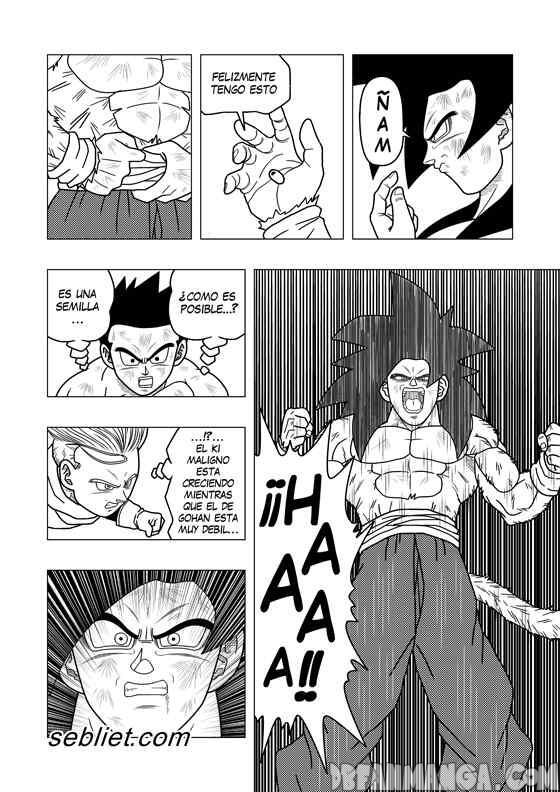 FELIZMENTE
TENGO ESTO
ÑAM
ES UNA
SEMILLA
...
¿COMO ES
POSIBLE...?
...!?...
EL KI
MALIGNO
ESTA
CRECIENDO
MIENTRAS
QUE EL DE
GOHAN ESTA
MUY DEBIL...
¡¡HAAAA!!
sebliet.com
DBFANMANGA.COM